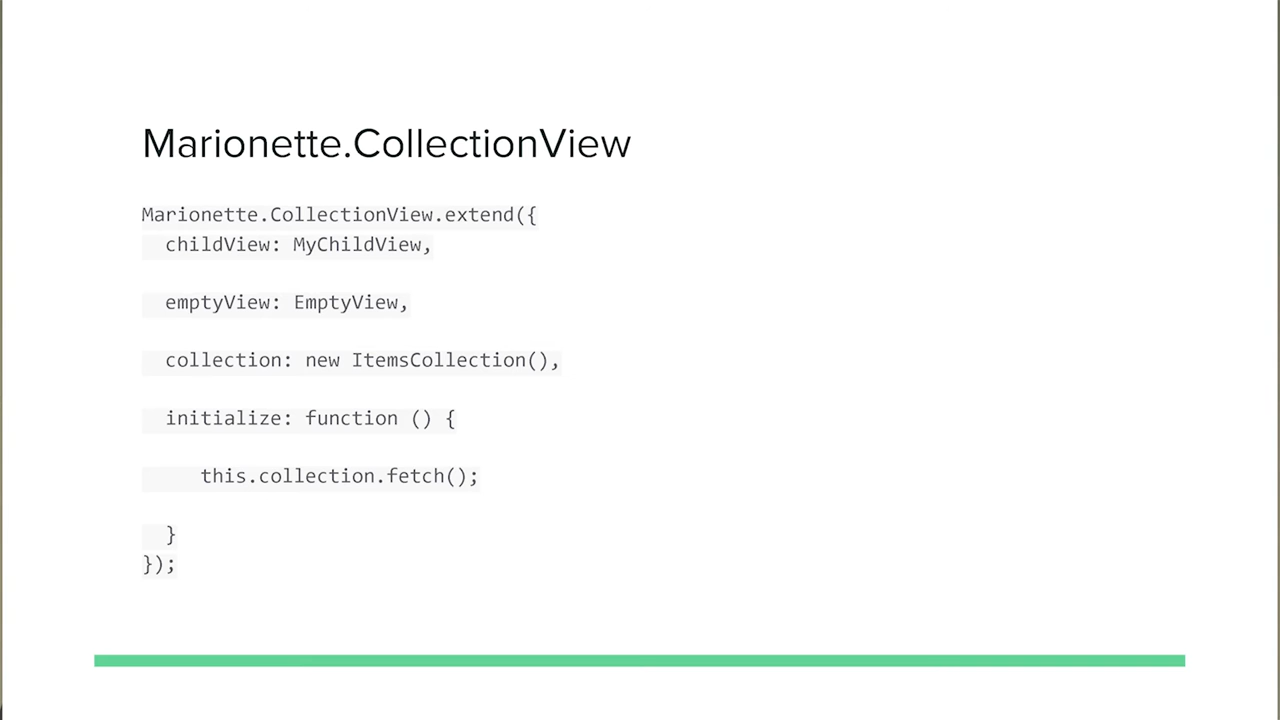 Marionette.CollectionView
Marionette.CollectionView.extend({
  childView: MyChildView,
  emptyView: EmptyView,
  collection: new ItemsCollection(),
  initialize: function () {
     this.collection.fetch();
  }
});